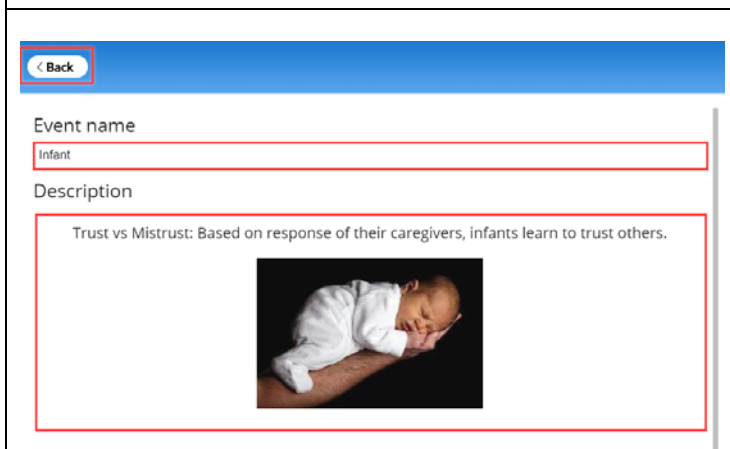 < Back
Event name
Infant
Description
Trust vs Mistrust: Based on response of their caregivers, infants learn to trust others.